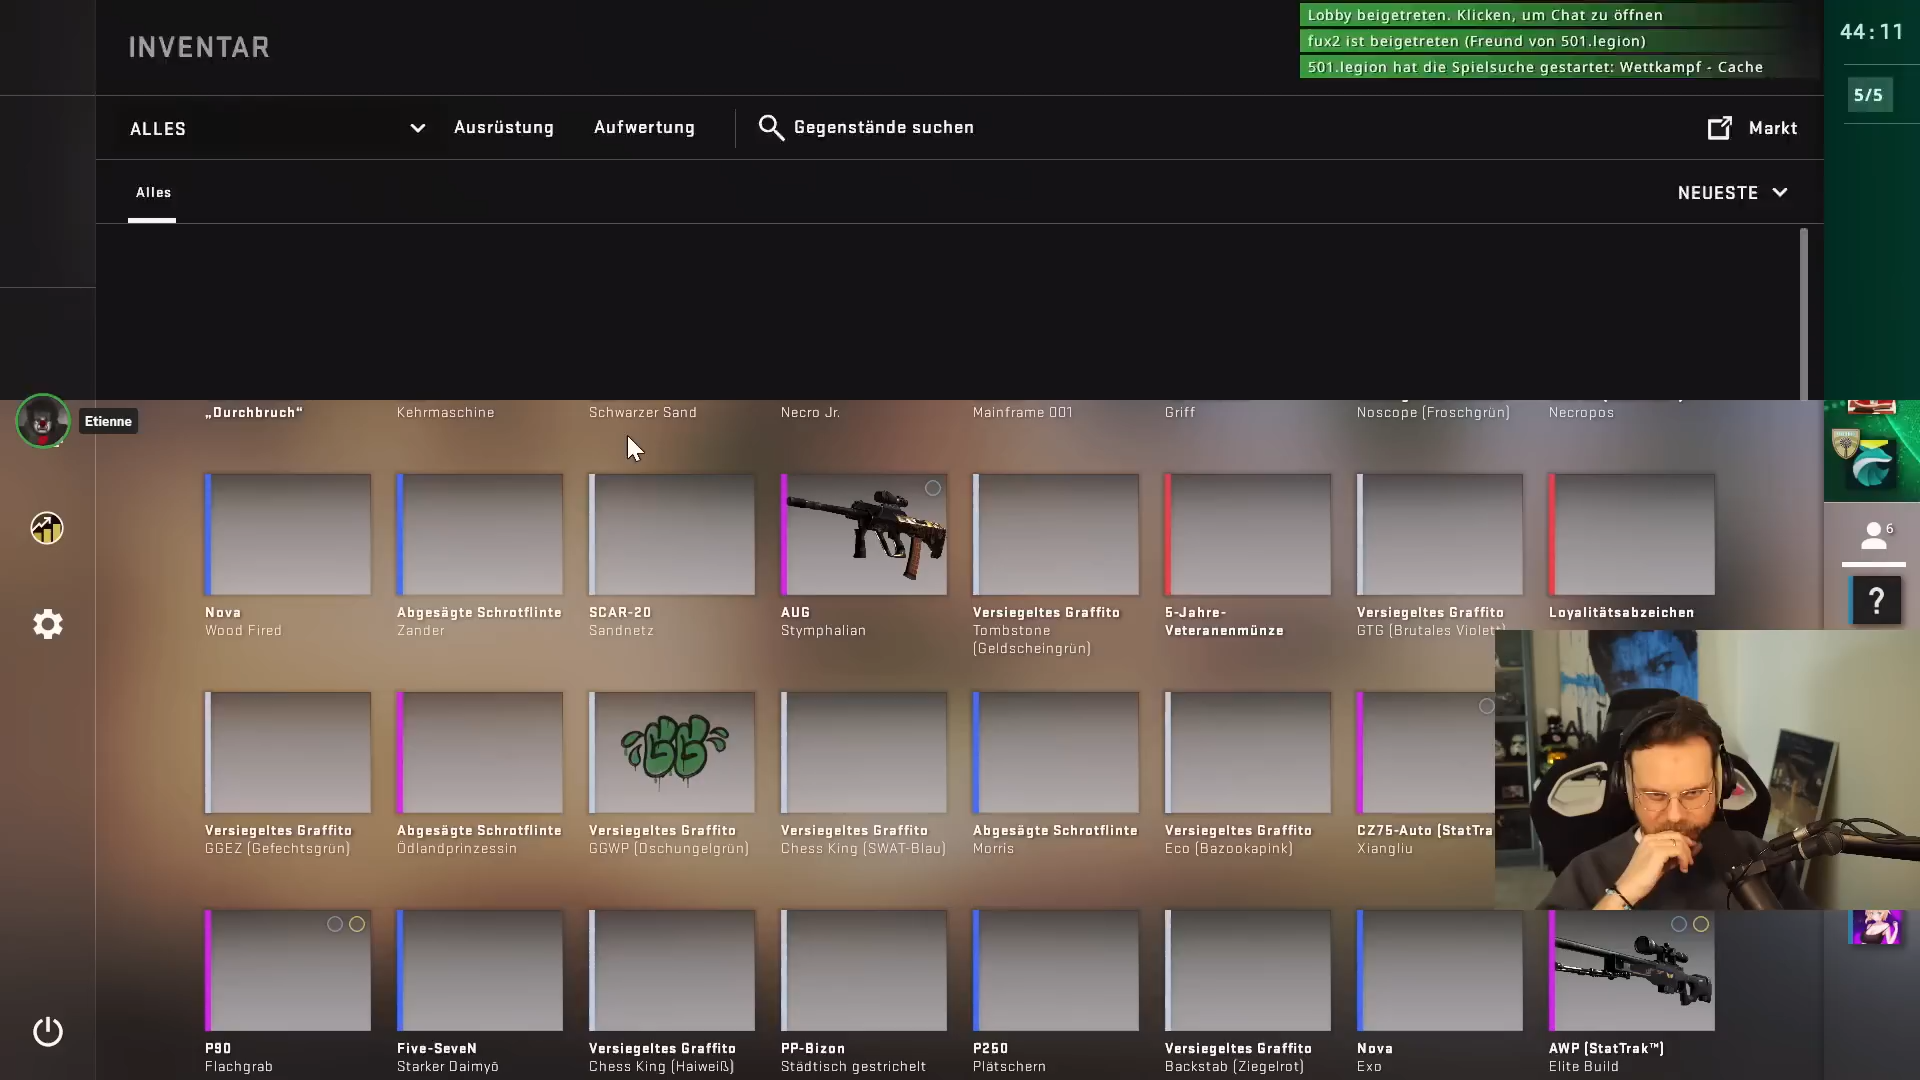 INVENTAR
Lobby beigetreten. Klicken, um Chat zu öffnen
fux2 ist beigetreten (Freund von 501.legion)
501.legion hat die Spielsuche gestartet: Wettkampf - Cache
44:11
5/5
ALLES
Ausrüstung
Aufwertung
Gegenstände suchen
Markt
Alles
NEUESTE
Etienne
„Durchbruch“
Kehrmaschine
Schwarzer Sand
Necro Jr.
Mainframe 001
Griff
Noscope (Froschgrün)
Necropos
6
?
Nova
Wood Fired
Abgesägte Schrotflinte
Zander
SCAR-20
Sandnetz
AUG
Stymphalian
Versiegeltes Graffito
Tombstone
(Geldscheingrün)
5-Jahre-
Veteranenmünze
Versiegeltes Graffito
GTG (Brutales Violett)
Loyalitätsabzeichen
GG
Versiegeltes Graffito
GGEZ (Gefechtsgrün)
Abgesägte Schrotflinte
Ödlandprinzessin
Versiegeltes Graffito
GGWP (Dschungelgrün)
Versiegeltes Graffito
Chess King (SWAT-Blau)
Abgesägte Schrotflinte
Morris
Versiegeltes Graffito
Eco (Bazookapink)
CZ75-Auto (StatTra
Xiangliu
P90
Flachgrab
Five-SeveN
Starker Daimyō
Versiegeltes Graffito
Chess King (Haiweiß)
PP-Bizon
Städtisch gestrichelt
P250
Plätschern
Versiegeltes Graffito
Backstab (Ziegelrot)
Nova
Exo
AWP (StatTrak™)
Elite Build